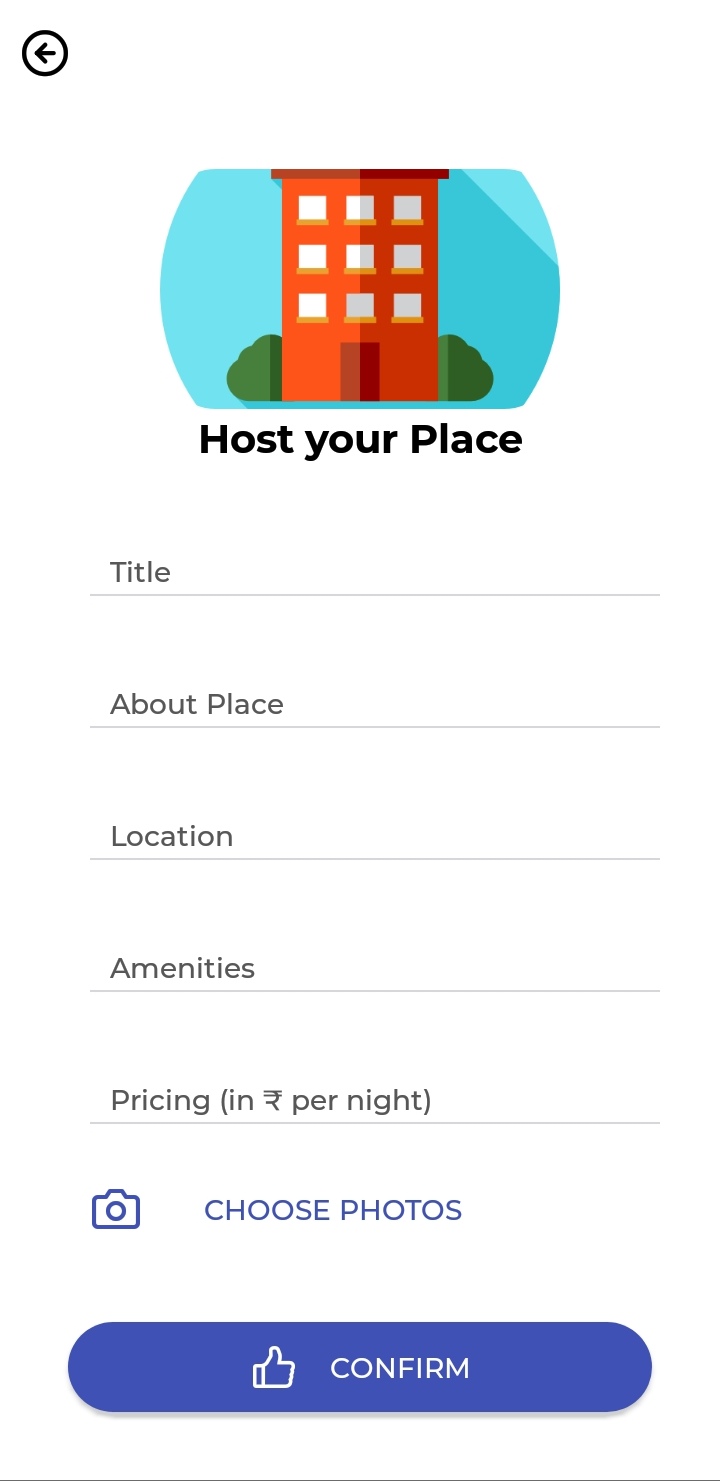 Host your Place
Title
About Place
Location
Amenities
Pricing (in ₹ per night)
CHOOSE PHOTOS
CONFIRM